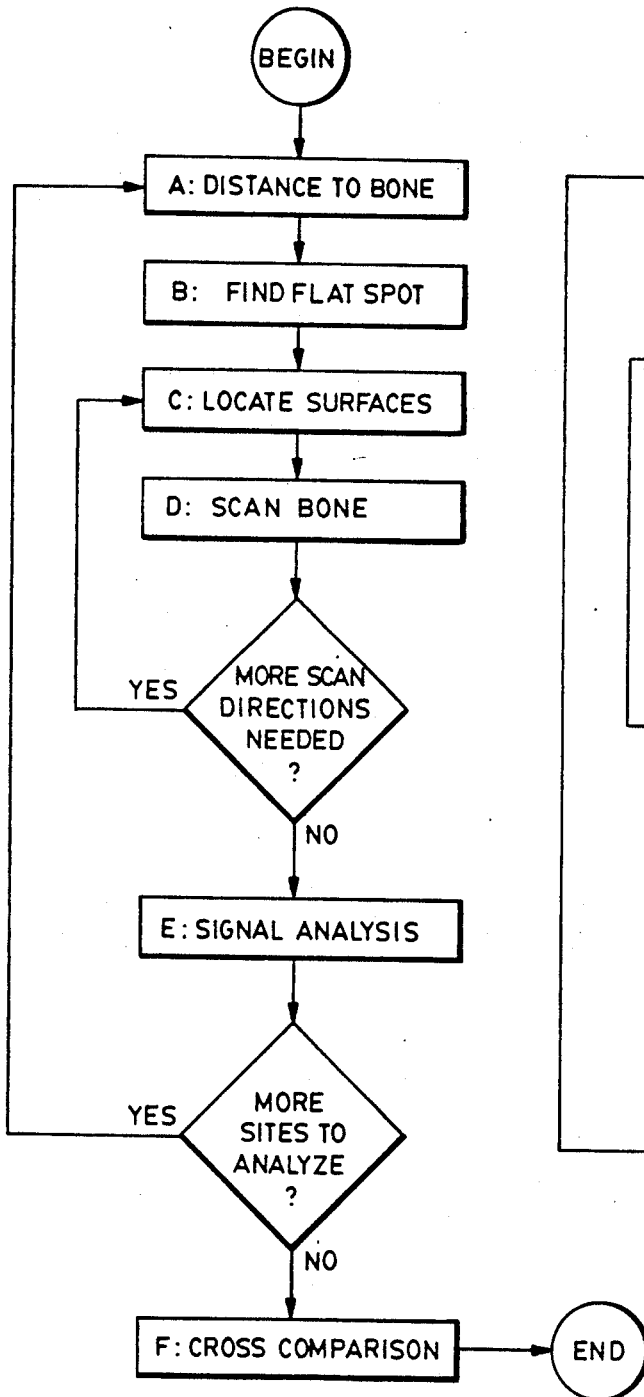 BEGIN
A: DISTANCE TO BONE
B: FIND FLAT SPOT
C: LOCATE SURFACES
D: SCAN BONE
MORE SCAN
DIRECTIONS
NEEDED
?
YES
NO
E: SIGNAL ANALYSIS
MORE
SITES TO
ANALYZE
?
YES
NO
F: CROSS COMPARISON
END